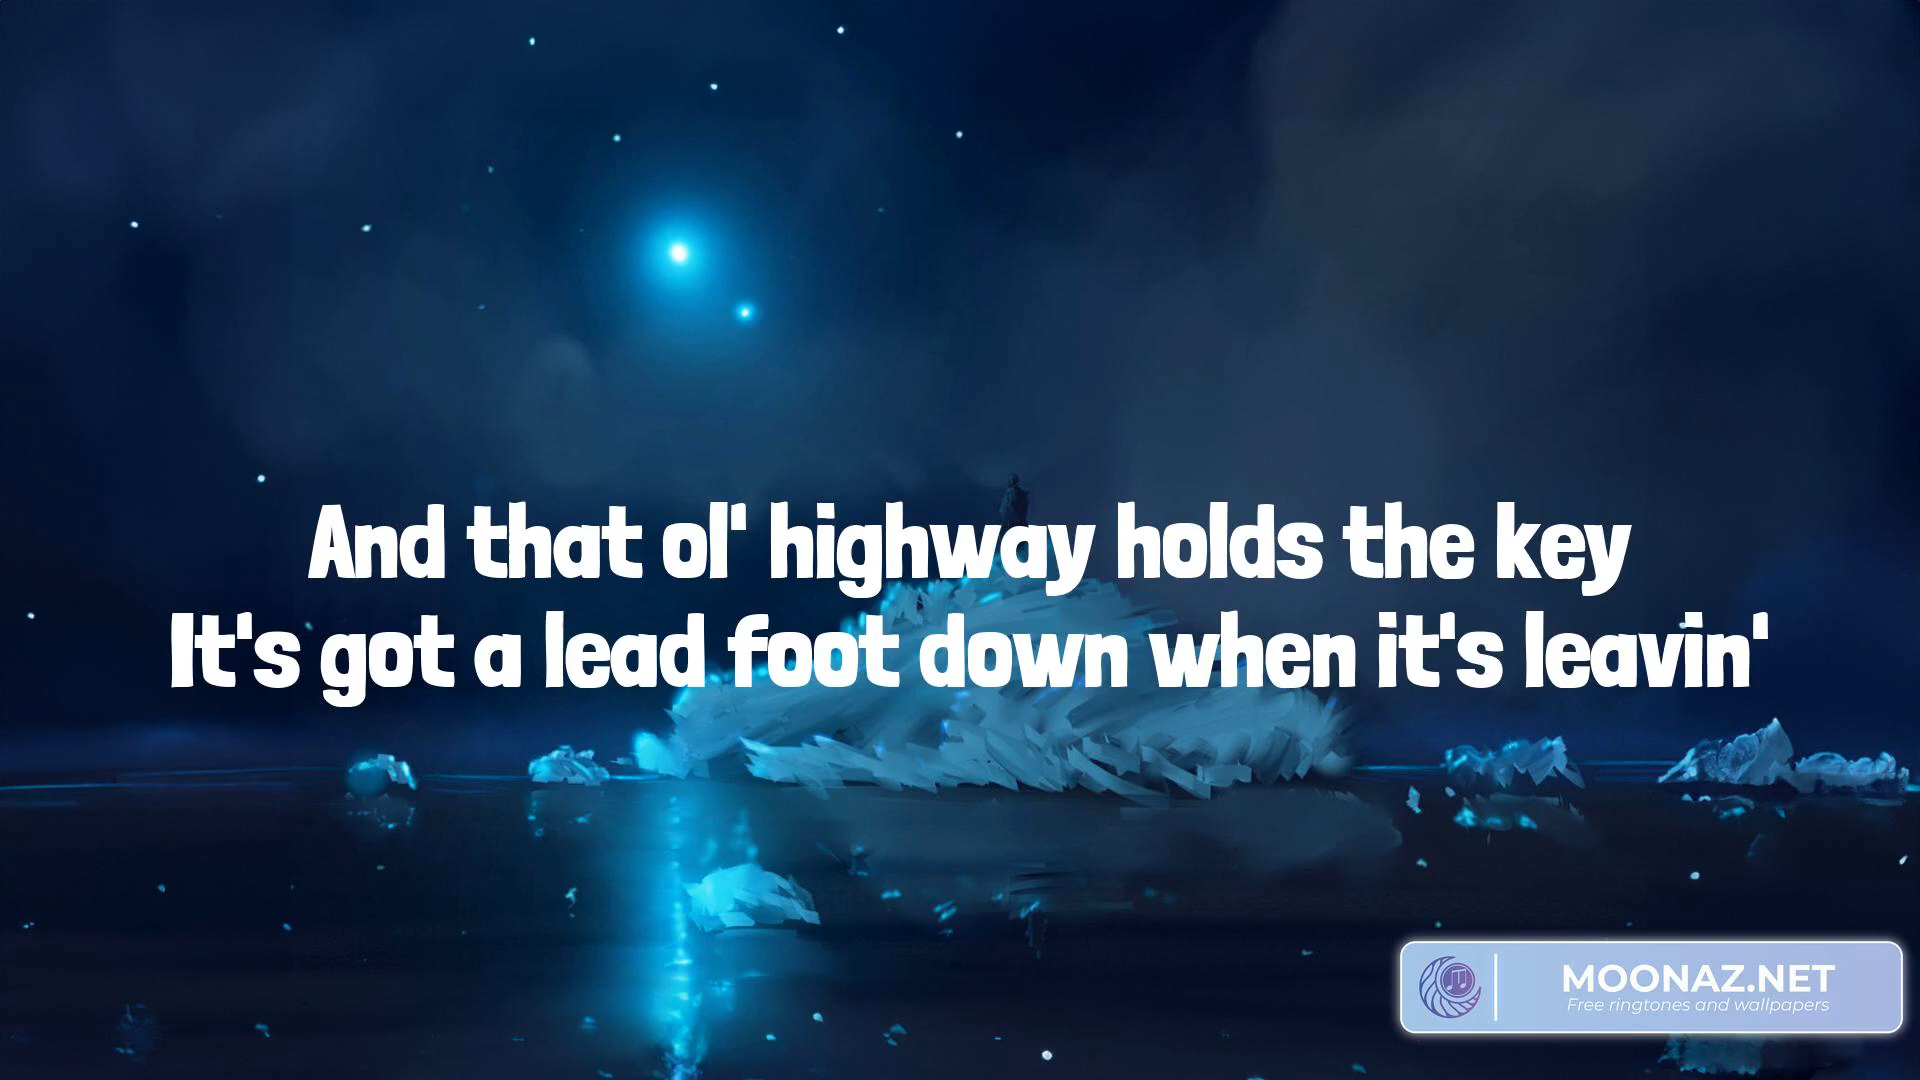 And that ol' highway holds the key
It's got a lead foot down when it's leavin'
MOONAZ.NET
Free ringtones and wallpapers